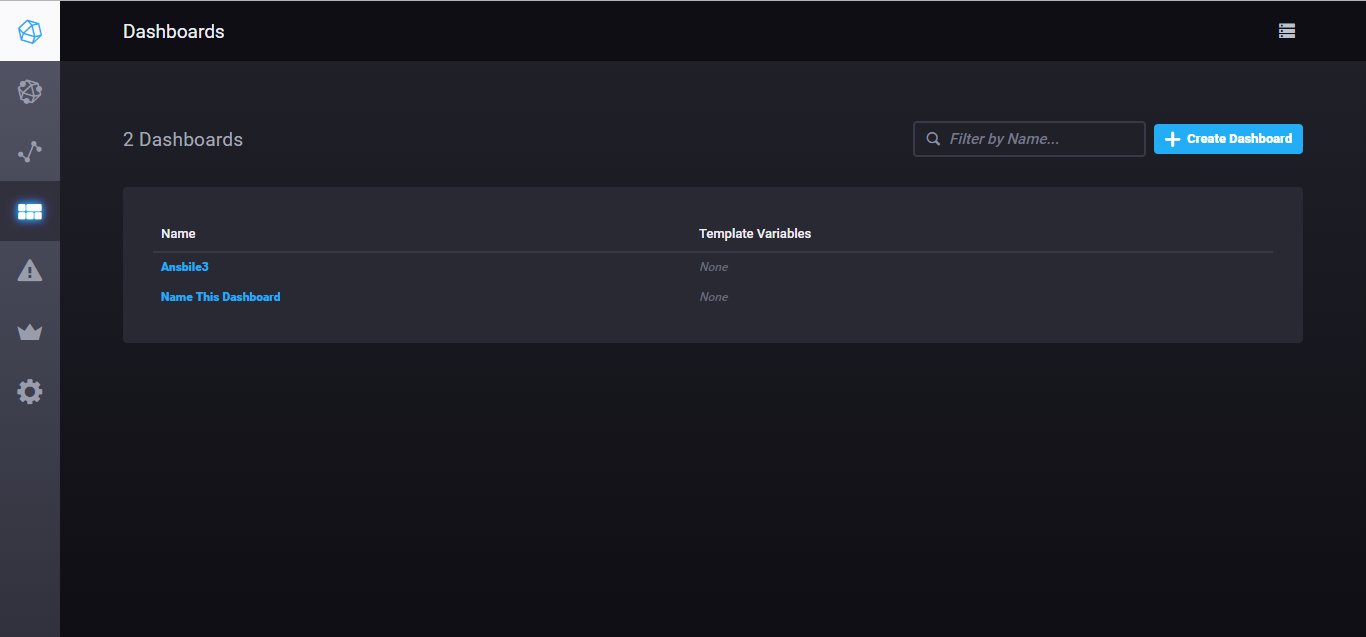 Dashboards
2 Dashboards
Filter by Name...
Create Dashboard
Name Template Variables
Ansbile3 None
Name This Dashboard None